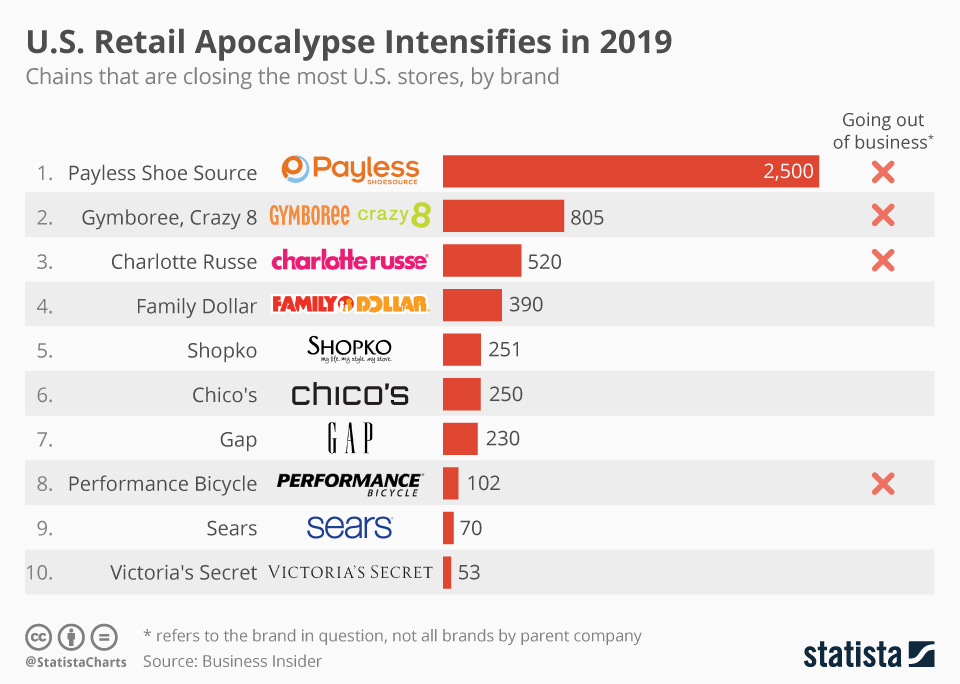 U.S. Retail Apocalypse Intensifies in 2019
Chains that are closing the most U.S. stores, by brand
Going out
of business*
1. Payless Shoe Source Payless SHOESOURCE 2,500
2. Gymboree, Crazy 8 GYMBOREE crazy 8 805
3. Charlotte Russe charlotte russe 520
4. Family Dollar FAMILY DOLLAR 390
5. Shopko SHOPKO my life. my style. my store. 251
6. Chico's chico's 250
7. Gap GAP 230
8. Performance Bicycle PERFORMANCE BICYCLE 102
9. Sears sears 70
10. Victoria's Secret VICTORIA'S SECRET 53
* refers to the brand in question, not all brands by parent company
@StatistaCharts Source: Business Insider
cc
statista